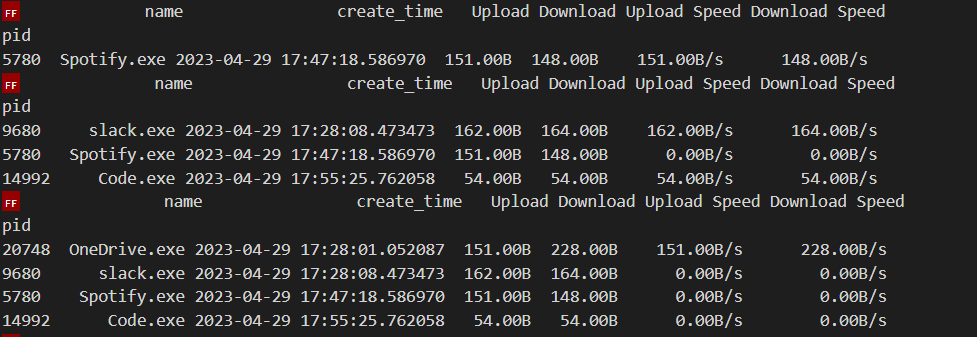 FF name create_time Upload Download Upload Speed Download Speed
pid
5780 Spotify.exe 2023-04-29 17:47:18.586970 151.00B 148.00B 151.00B/s 148.00B/s
FF name create_time Upload Download Upload Speed Download Speed
pid
9680 slack.exe 2023-04-29 17:28:08.473473 162.00B 164.00B 162.00B/s 164.00B/s
5780 Spotify.exe 2023-04-29 17:47:18.586970 151.00B 148.00B 0.00B/s 0.00B/s
14992 Code.exe 2023-04-29 17:55:25.762058 54.00B 54.00B 54.00B/s 54.00B/s
FF name create_time Upload Download Upload Speed Download Speed
pid
20748 OneDrive.exe 2023-04-29 17:28:01.052087 151.00B 228.00B 151.00B/s 228.00B/s
9680 slack.exe 2023-04-29 17:28:08.473473 162.00B 164.00B 0.00B/s 0.00B/s
5780 Spotify.exe 2023-04-29 17:47:18.586970 151.00B 148.00B 0.00B/s 0.00B/s
14992 Code.exe 2023-04-29 17:55:25.762058 54.00B 54.00B 0.00B/s 0.00B/s